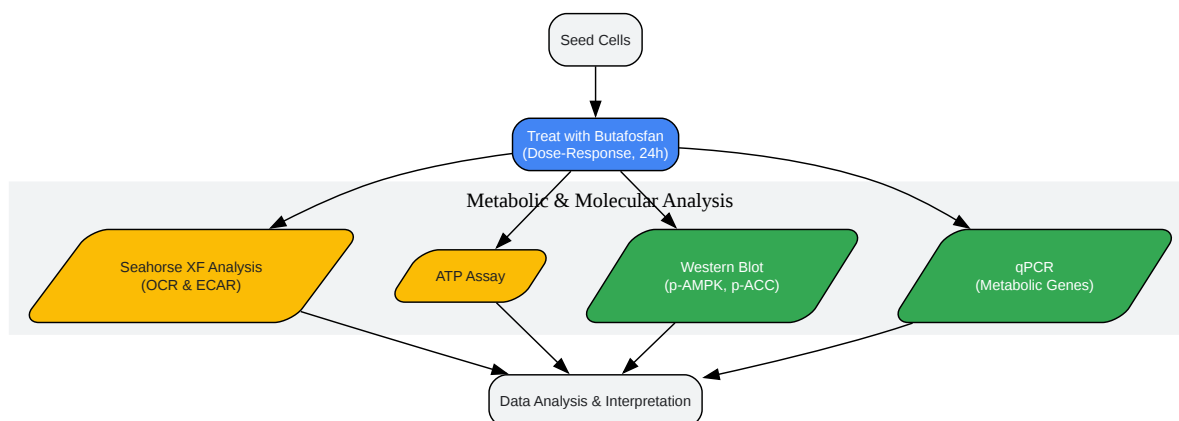 Seed Cells
Treat with Butafosfan
(Dose-Response, 24h)
Metabolic & Molecular Analysis
Seahorse XF Analysis
(OCR & ECAR)
ATP Assay
Western Blot
(p-AMPK, p-ACC)
qPCR
(Metabolic Genes)
Data Analysis & Interpretation